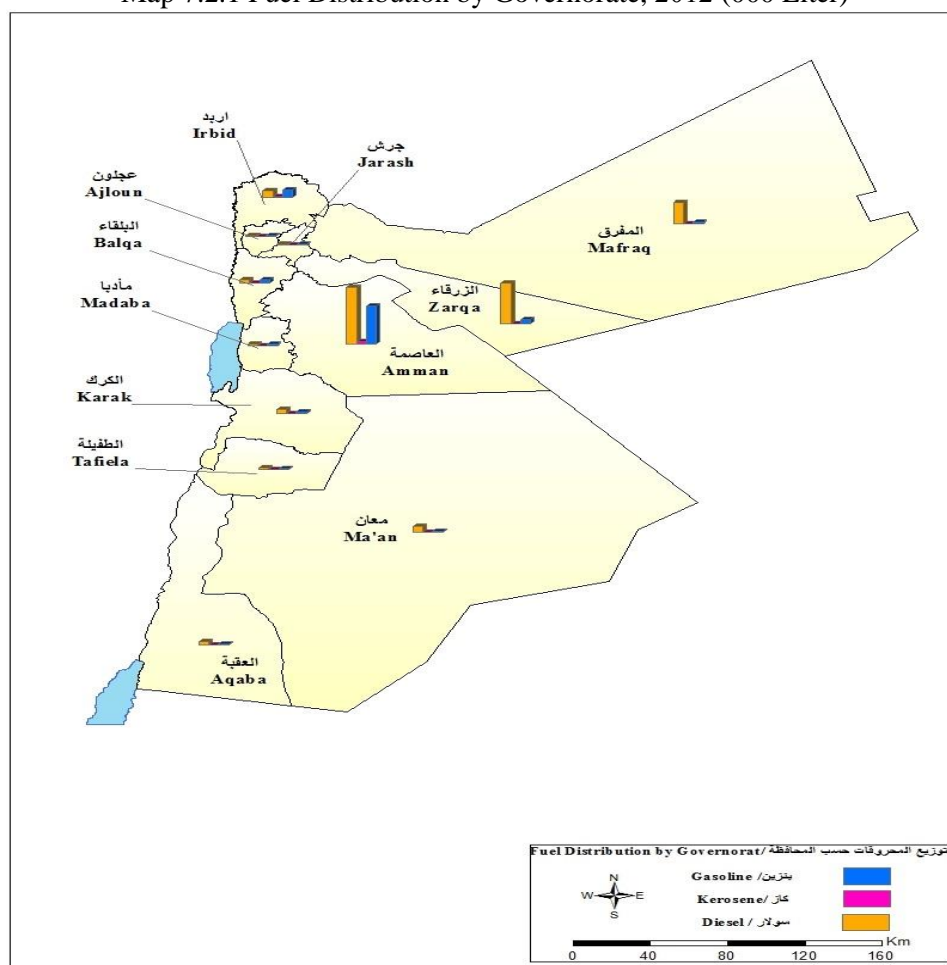 Map 7.2.1 Fuel Distribution by Governorate, 2012 (000 Liter)
اربد
Irbid
جرش
Jarash
عجلون
Ajloun
البلقاء
Balqa
مأدبا
Madaba
المفرق
Mafraq
الزرقاء
Zarqa
العاصمة
Amman
الكرك
Karak
الطفيلة
Tafiela
معان
Ma'an
العقبة
Aqaba
Fuel Distribution by Governorat/توزيع المحروقات حسب المحافظة
N
W E
S
Gasoline /بنزين
Kerosene/ كاز
Diesel / سولار
Km
0 40 80 120 160